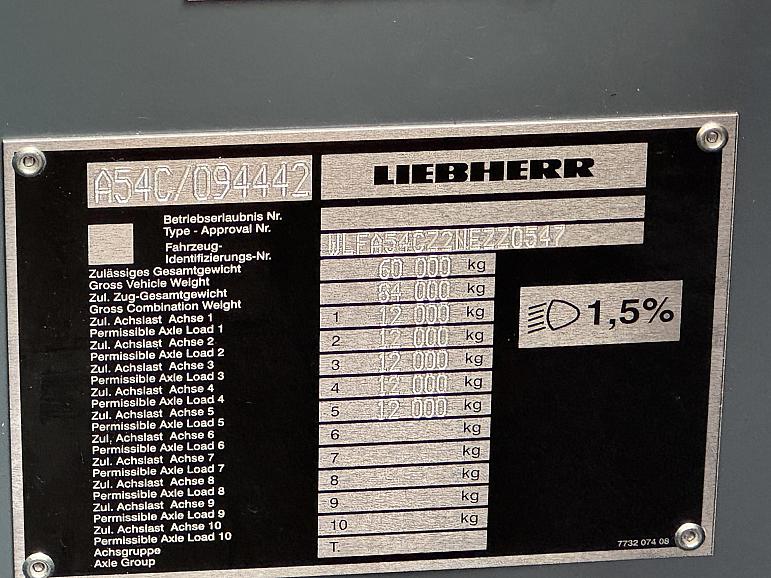 A54C/094442
LIEBHERR
Betriebserlaubnis Nr.
Type - Approval Nr.
Fahrzeug-
Identifizierungs-Nr.
WLFA54CZ2NEZZ0547
Zulässiges Gesamtgewicht
Gross Vehicle Weight
60 000 kg
Zul. Zug-Gesamtgewicht
Gross Combination Weight
84 000 kg
Zul. Achslast Achse 1
Permissible Axle Load 1
1 12 000 kg
Zul. Achslast Achse 2
Permissible Axle Load 2
2 12 000 kg
Zul. Achslast Achse 3
Permissible Axle Load 3
3 12 000 kg
Zul. Achslast Achse 4
Permissible Axle Load 4
4 12 000 kg
Zul. Achslast Achse 5
Permissible Axle Load 5
5 12 000 kg
Zul, Achslast Achse 6
Permissible Axle Load 6
6 kg
Zul. Achslast Achse 7
Permissible Axle Load 7
7 kg
Zul. Achslast Achse 8
Permissible Axle Load 8
8 kg
Zul. Achslast Achse 9
Permissible Axle Load 9
9 kg
Zul. Achslast Achse 10
Permissible Axle Load 10
10 kg
Achsgruppe
Axle Group
T.
1,5%
7732 074 08